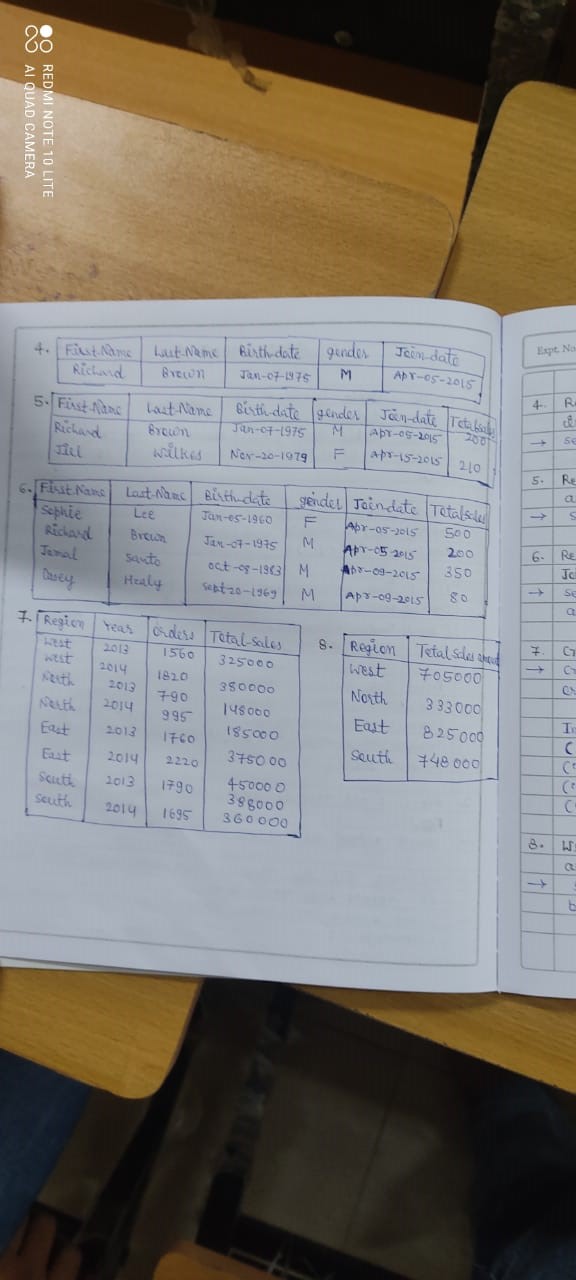 REDMI NOTE 10 LITE
AI QUAD CAMERA
4. First-Name Last-Name Birth-date gender Join-date
Richard Brown Jan-07-1975 M Apr-05-2015
5. First-Name Last-Name Birth-date gender Join-date Totalsales
Richard Brown Jan-07-1975 M Apr-05-2015 200
Jill Wilkes Nov-20-1979 F Apr-15-2015 210
6. First-Name Last-Name Birth-date gender Join-date Totalsales
Sophie Lee Jan-05-1960 F Apr-05-2015 500
Richard Brown Jan-07-1975 M Apr-05-2015 200
Jamal Santo oct-08-1983 M Apr-09-2015 350
Casey Healy Sept-20-1969 M Apr-09-2015 80
7. Region Year Orders Total-sales
West 2013 1560 325000
West 2014 1820 380000
North 2013 790 148000
North 2014 995 185000
East 2013 1760 375000
East 2014 2220 450000
South 2013 1790 388000
South 2014 1695 360000
8. Region Total sales
West 705000
North 333000
East 825000
South 748000
Expt. No
4. R
→ se
5. Re
a
→ s
6. Re
Jo
→ se
a
7. Cr
→ cr
In
8. W
a
→
b